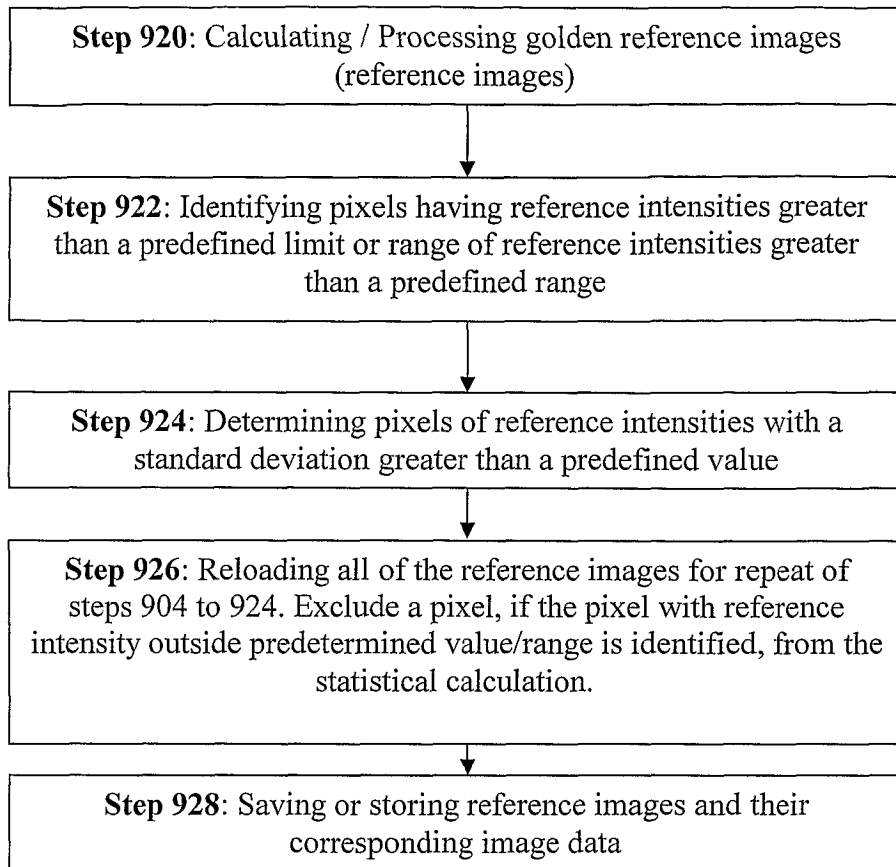 Step 920: Calculating / Processing golden reference images
(reference images)
Step 922: Identifying pixels having reference intensities greater
than a predefined limit or range of reference intensities greater
than a predefined range
Step 924: Determining pixels of reference intensities with a
standard deviation greater than a predefined value
Step 926: Reloading all of the reference images for repeat of
steps 904 to 924. Exclude a pixel, if the pixel with reference
intensity outside predetermined value/range is identified, from the
statistical calculation.
Step 928: Saving or storing reference images and their
corresponding image data